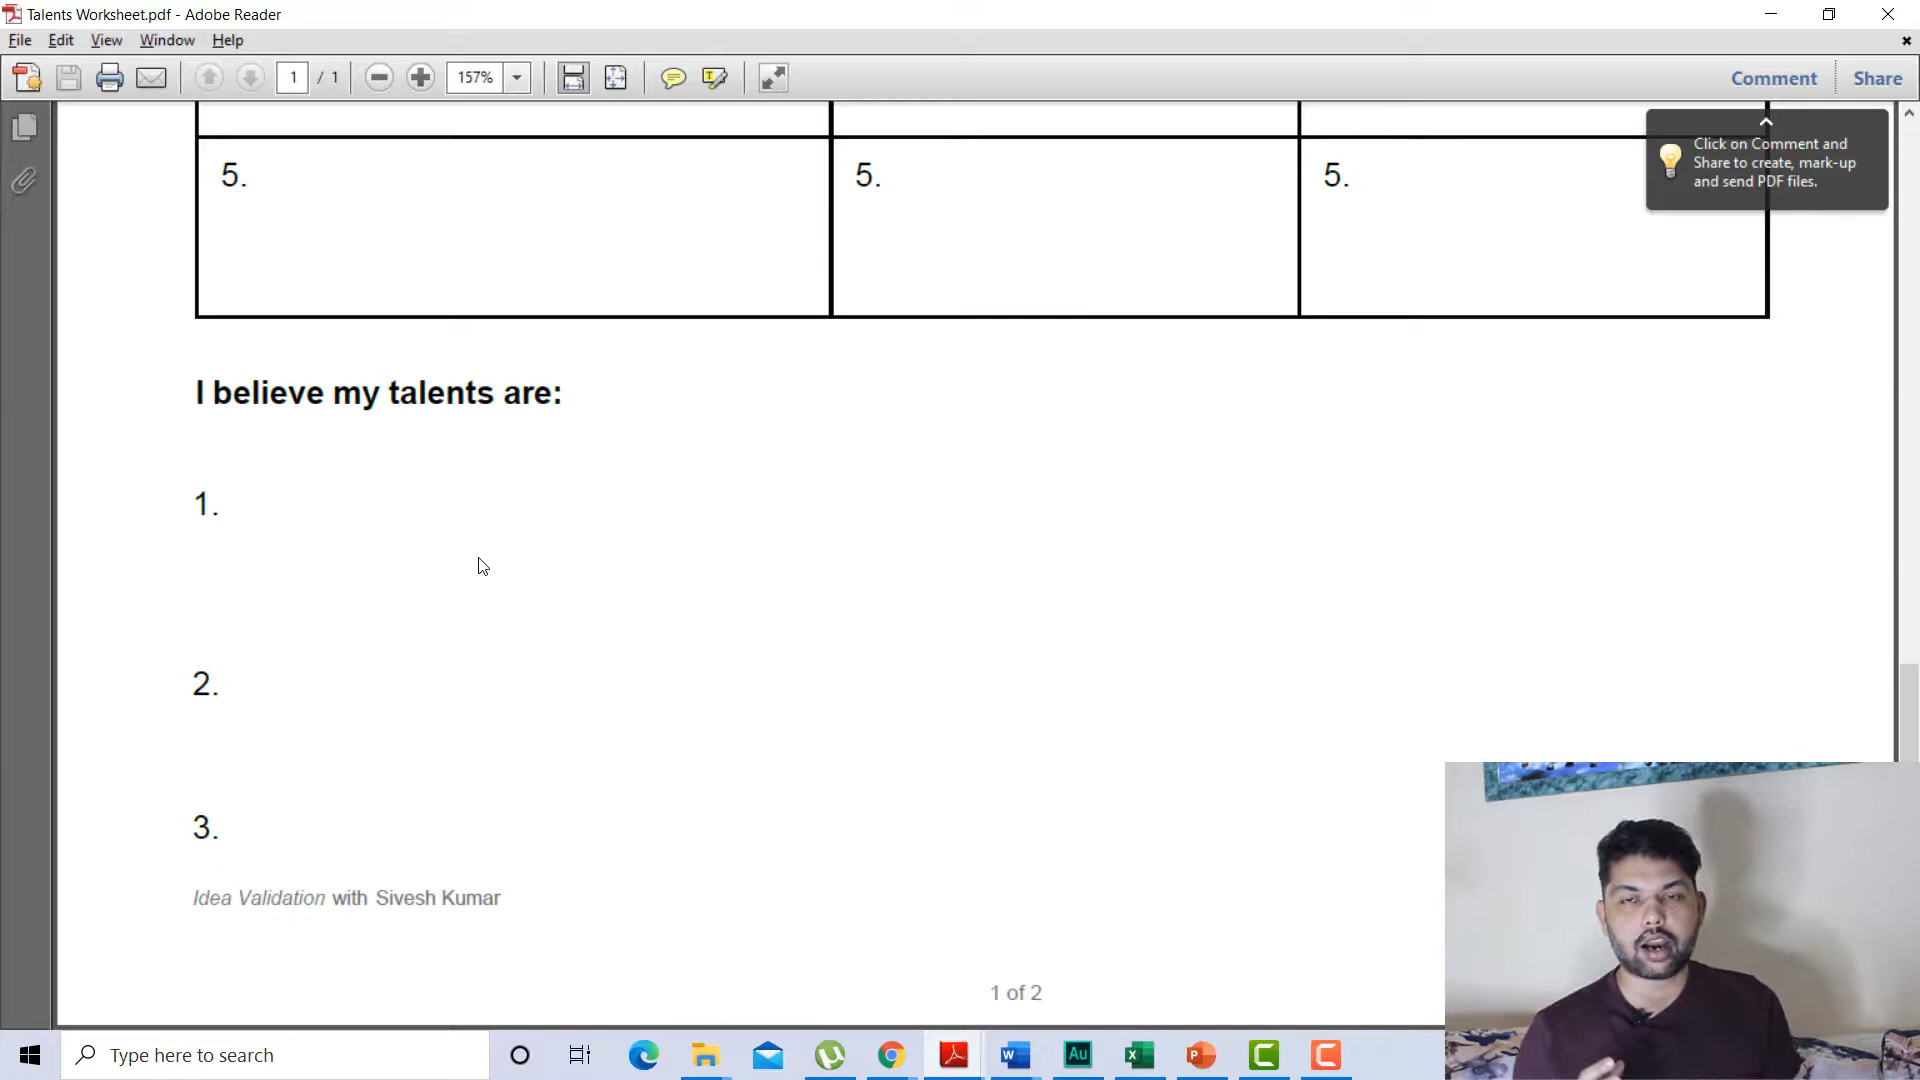 Talents Worksheet.pdf - Adobe Reader
File Edit View Window Help
1 / 1 157% Comment Share
Click on Comment and
Share to create, mark-up
and send PDF files.
5. 5. 5.
I believe my talents are:
1.
2.
3.
Idea Validation with Sivesh Kumar
1 of 2
Type here to search
Au